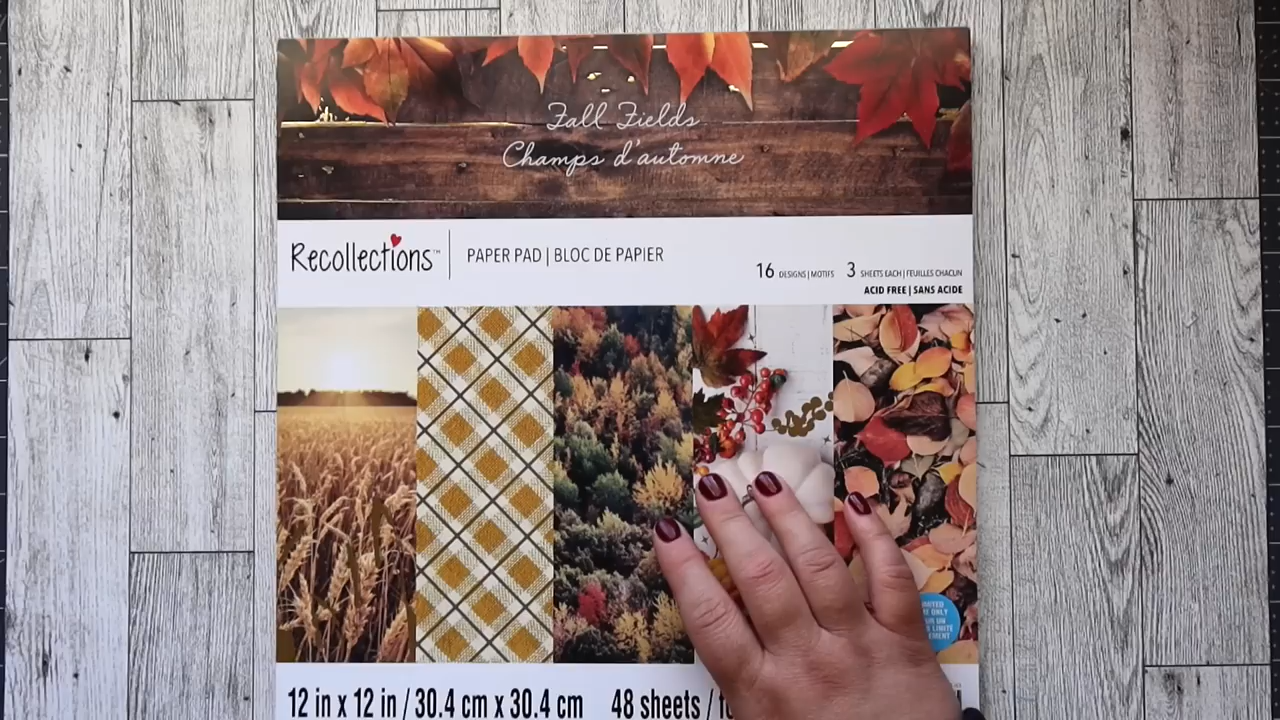 Fall Fields
Champs d'automne
Recollections™
PAPER PAD | BLOC DE PAPIER
16 DESIGNS | MOTIFS 3 SHEETS EACH | FEUILLES CHACUN
ACID FREE | SANS ACIDE
12 in x 12 in / 30.4 cm x 30.4 cm 48 sheets /